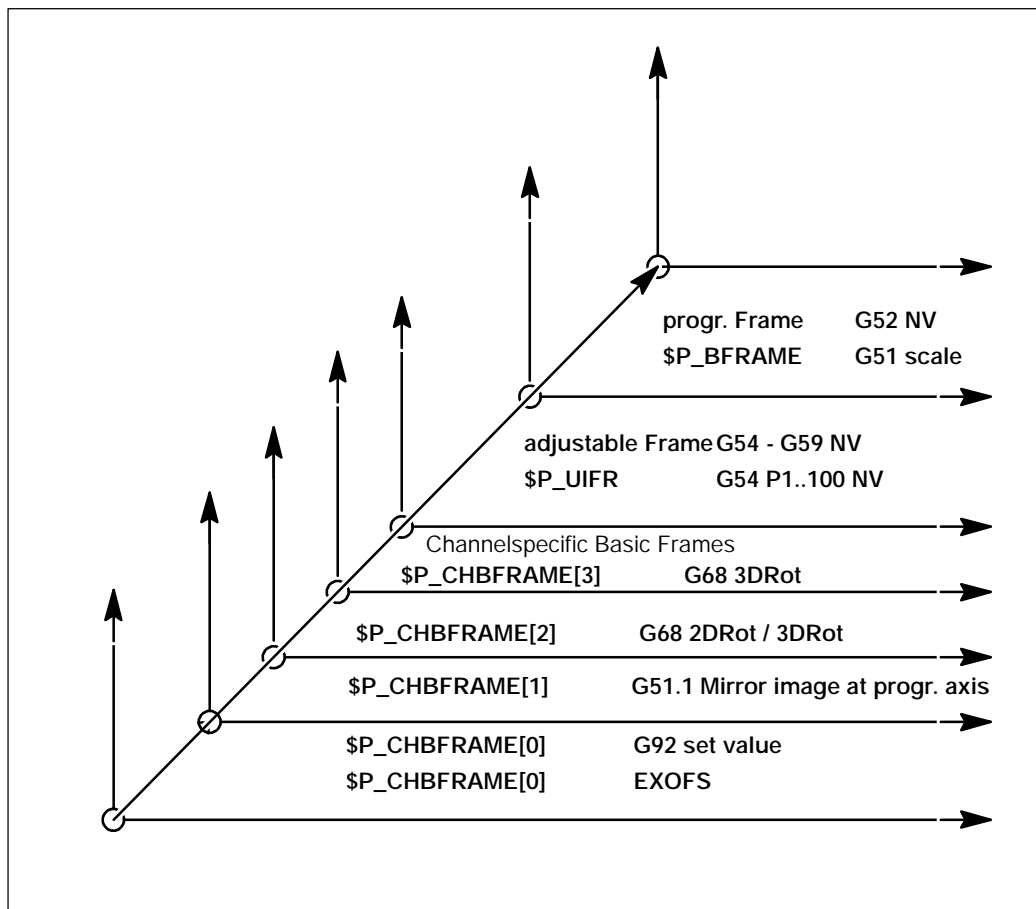 progr. Frame G52 NV
$P_BFRAME G51 scale
adjustable Frame G54 - G59 NV
$P_UIFR G54 P1..100 NV
Channelspecific Basic Frames
$P_CHBFRAME[3] G68 3DRot
$P_CHBFRAME[2] G68 2DRot / 3DRot
$P_CHBFRAME[1] G51.1 Mirror image at progr. axis
$P_CHBFRAME[0] G92 set value
$P_CHBFRAME[0] EXOFS